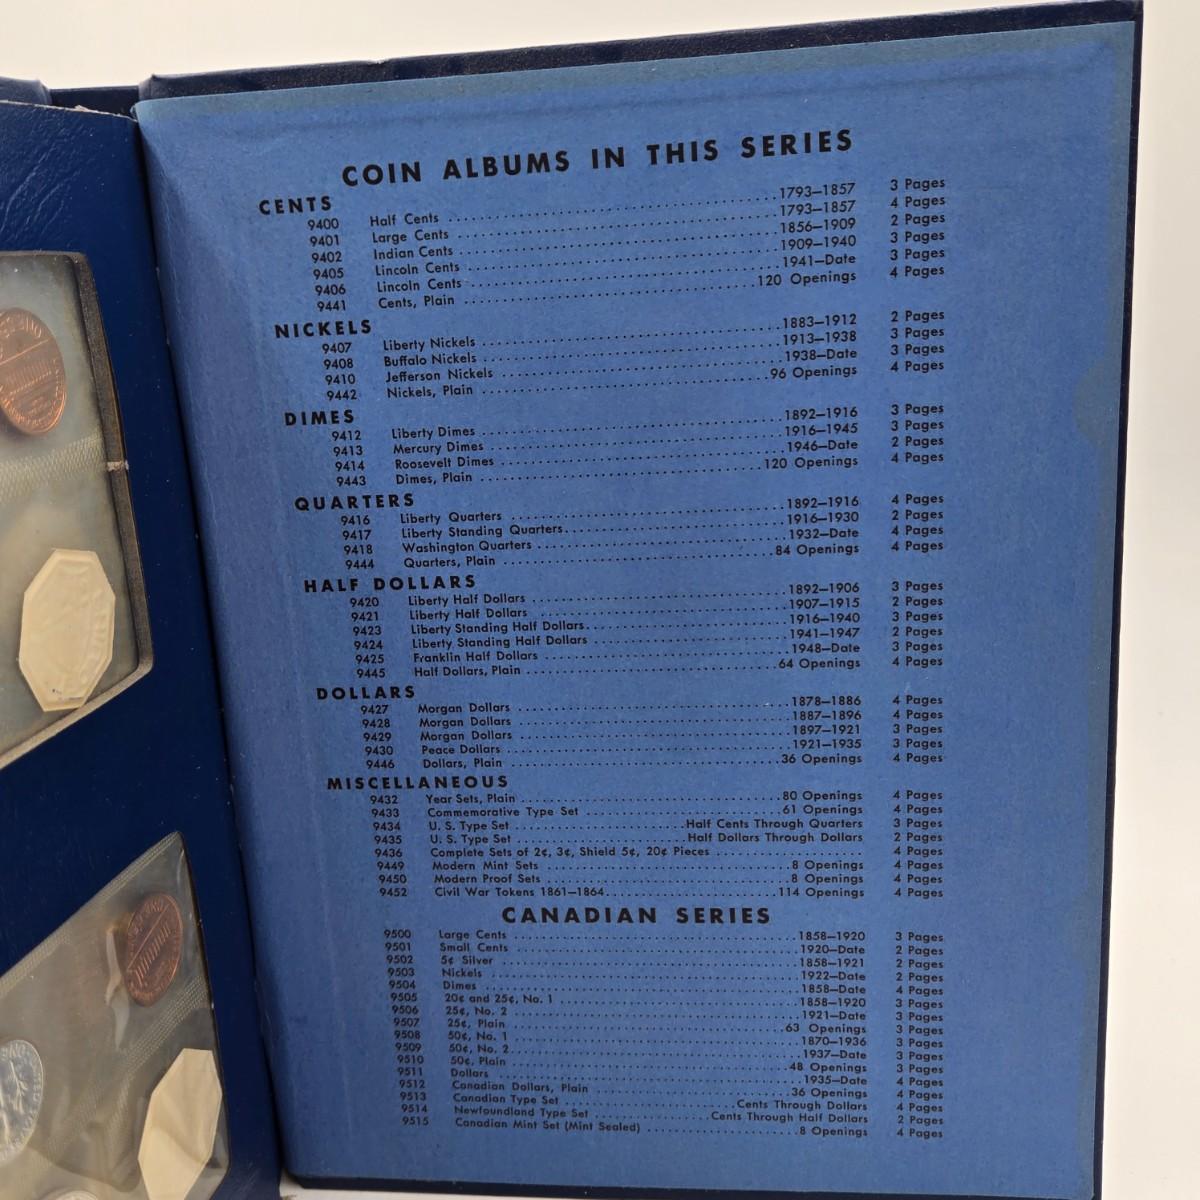 COIN ALBUMS IN THIS SERIES
CENTS
9400 Half Cents 1793–1857 3 Pages
9401 Large Cents 1793–1857 4 Pages
9402 Indian Cents 1856–1909 2 Pages
9405 Lincoln Cents 1909–1940 3 Pages
9406 Lincoln Cents 1941–Date 3 Pages
9441 Cents, Plain 120 Openings 4 Pages
NICKELS
9407 Liberty Nickels 1883–1912 2 Pages
9408 Buffalo Nickels 1913–1938 3 Pages
9410 Jefferson Nickels 1938–Date 3 Pages
9442 Nickels, Plain 96 Openings 4 Pages
DIMES
9412 Liberty Dimes 1892–1916 3 Pages
9413 Mercury Dimes 1916–1945 3 Pages
9414 Roosevelt Dimes 1946–Date 2 Pages
9443 Dimes, Plain 120 Openings 4 Pages
QUARTERS
9416 Liberty Quarters 1892–1916 4 Pages
9417 Liberty Standing Quarters 1916–1930 2 Pages
9418 Washington Quarters 1932–Date 4 Pages
9444 Quarters, Plain 84 Openings 4 Pages
HALF DOLLARS
9420 Liberty Half Dollars 1892–1906 3 Pages
9421 Liberty Half Dollars 1907–1915 2 Pages
9423 Liberty Standing Half Dollars 1916–1940 3 Pages
9424 Liberty Standing Half Dollars 1941–1947 2 Pages
9425 Franklin Half Dollars 1948–Date 3 Pages
9445 Half Dollars, Plain 64 Openings 4 Pages
DOLLARS
9427 Morgan Dollars 1878–1886 4 Pages
9428 Morgan Dollars 1887–1896 4 Pages
9429 Morgan Dollars 1897–1921 3 Pages
9430 Peace Dollars 1921–1935 3 Pages
9446 Dollars, Plain 36 Openings 4 Pages
MISCELLANEOUS
9432 Year Sets, Plain 80 Openings 4 Pages
9433 Commemorative Type Set 61 Openings 4 Pages
9434 U. S. Type Set Half Cents Through Quarters 3 Pages
9435 U. S. Type Set Half Dollars Through Dollars 2 Pages
9436 Complete Sets of 2¢, 3¢, Shield 5¢, 20¢ Pieces 4 Pages
9449 Modern Mint Sets 8 Openings 4 Pages
9450 Modern Proof Sets 8 Openings 4 Pages
9452 Civil War Tokens 1861–1864 114 Openings 4 Pages
CANADIAN SERIES
9500 Large Cents 1858–1920 3 Pages
9501 Small Cents 1920–Date 2 Pages
9502 5¢ Silver 1858–1921 2 Pages
9503 Nickels 1922–Date 2 Pages
9504 Dimes 1858–Date 4 Pages
9505 20¢ and 25¢, No. 1 1858–1920 3 Pages
9506 25¢, No. 2 1921–Date 3 Pages
9507 25¢, Plain 63 Openings 3 Pages
9508 50¢, No. 1 1870–1936 3 Pages
9509 50¢, No. 2 1937–Date 3 Pages
9510 50¢, Plain 48 Openings 3 Pages
9511 Dollars 1935–Date 4 Pages
9512 Canadian Dollars, Plain 36 Openings 4 Pages
9513 Canadian Type Set Cents Through Dollars 4 Pages
9514 Newfoundland Type Set Cents Through Half Dollars 2 Pages
9515 Canadian Mint Set (Mint Sealed) 8 Openings 4 Pages